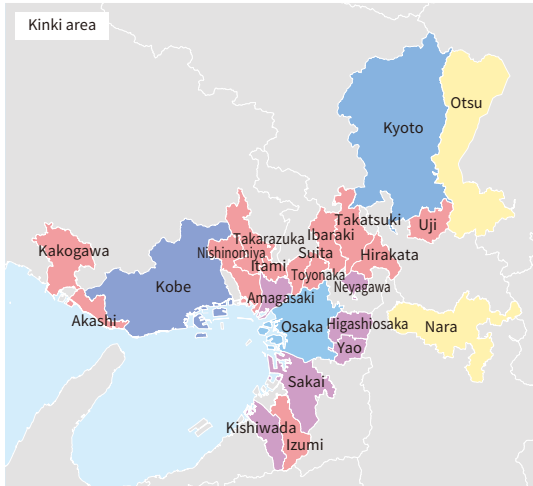 Kinki area
Otsu
Kyoto
Takatsuki
Uji
Ibaraki
Takarazuka
Kakogawa
Nishinomiya
Suita
Hirakata
Itami
Toyonaka
Kobe
Neyagawa
Amagasaki
Akashi
Osaka
Higashiosaka
Nara
Yao
Sakai
Kishiwada
Izumi